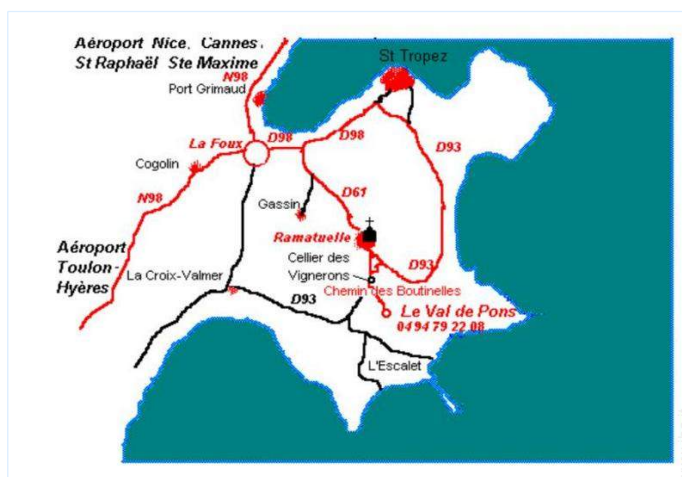 Aéroport Nice, Cannes,
St Raphaël Ste Maxime
St Tropez
N98
Port Grimaud
La Foux
D98
D98
D93
Cogolin
N98
D61
Gassin
Ramatuelle
Aéroport
Toulon-
Hyères
Cellier des
Vignerons
D93
La Croix-Valmer
Chemin des Boutinelles
D93
Le Val de Pons
04 94 79 22 08
L'Escalet